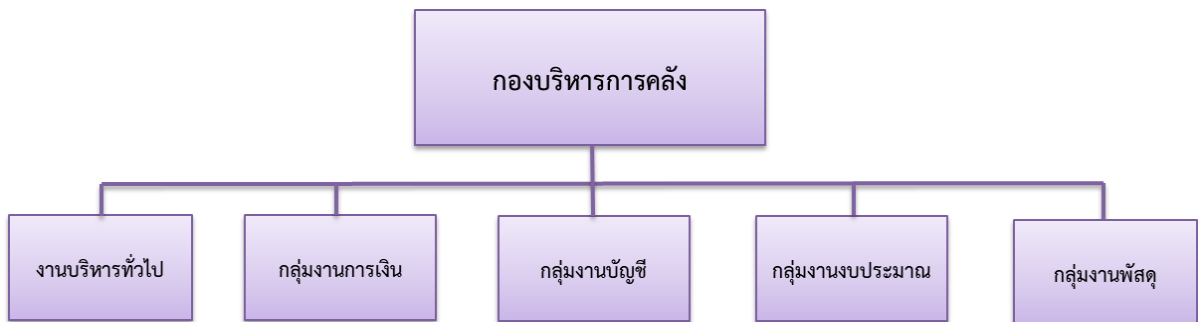 กองบริหารการคลัง
งานบริหารทั่วไป
กลุ่มงานการเงิน
กลุ่มงานบัญชี
กลุ่มงานงบประมาณ
กลุ่มงานพัสดุ